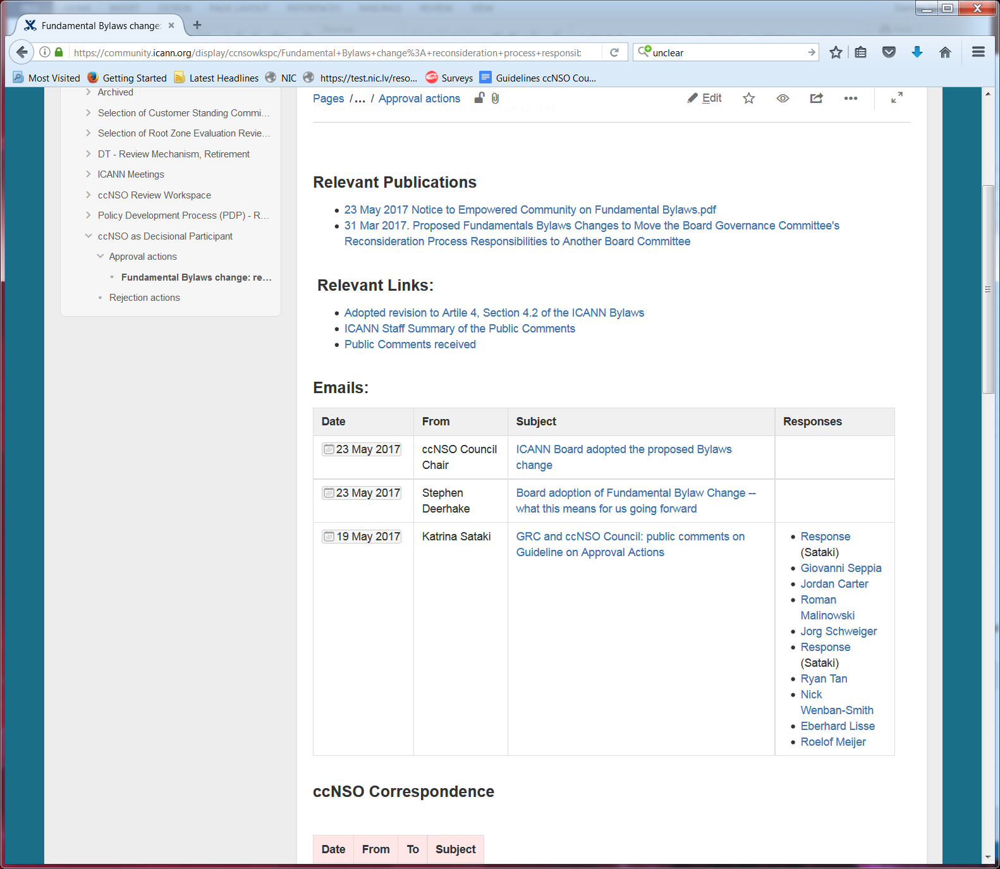 Fundamental Bylaws change:
https://community.icann.org/display/ccnsowkspc/Fundamental+Bylaws+change%3A+reconsideration+process+responsib
unclear
Most Visited
Getting Started
Latest Headlines
NIC
https://test.nic.lv/reso...
Surveys
Guidelines ccNSO Cou...
Archived
Selection of Customer Standing Commi...
Selection of Root Zone Evaluation Revie...
DT - Review Mechanism, Retirement
ICANN Meetings
ccNSO Review Workspace
Policy Development Process (PDP) - R...
ccNSO as Decisional Participant
Approval actions
Fundamental Bylaws change: re...
Rejection actions
Pages /... / Approval actions
Edit
Relevant Publications
23 May 2017 Notice to Empowered Community on Fundamental Bylaws.pdf
31 Mar 2017. Proposed Fundamentals Bylaws Changes to Move the Board Governance Committee's
Reconsideration Process Responsibilities to Another Board Committee
Relevant Links:
Adopted revision to Artile 4, Section 4.2 of the ICANN Bylaws
ICANN Staff Summary of the Public Comments
Public Comments received
Emails:
Date From Subject Responses
23 May 2017
ccNSO Council
Chair
ICANN Board adopted the proposed Bylaws
change
23 May 2017
Stephen
Deerhake
Board adoption of Fundamental Bylaw Change --
what this means for us going forward
19 May 2017
Katrina Sataki
GRC and ccNSO Council: public comments on
Guideline on Approval Actions
Response
(Sataki)
Giovanni Seppia
Jordan Carter
Roman
Malinowski
Jorg Schweiger
Response
(Sataki)
Ryan Tan
Nick
Wenban-Smith
Eberhard Lisse
Roelof Meijer
ccNSO Correspondence
Date From To Subject